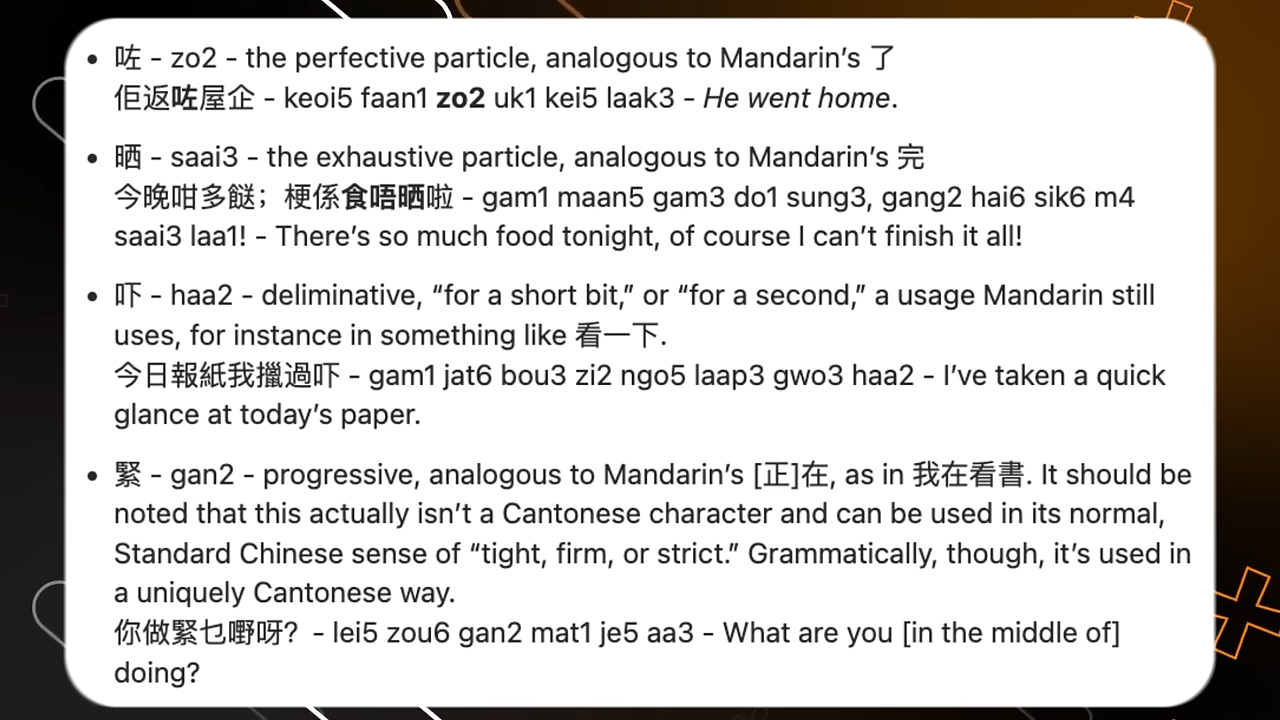 • 咗 - zo2 - the perfective particle, analogous to Mandarin’s 了
佢返咗屋企 - keoi5 faan1 zo2 uk1 kei5 laak3 - He went home.
• 晒 - saai3 - the exhaustive particle, analogous to Mandarin’s 完
今晚咁多餸；梗係食唔晒啦 - gam1 maan5 gam3 do1 sung3, gang2 hai6 sik6 m4
saai3 laa1! - There’s so much food tonight, of course I can’t finish it all!
• 吓 - haa2 - deliminative, “for a short bit,” or “for a second,” a usage Mandarin still
uses, for instance in something like 看一下.
今日報紙我擸過吓 - gam1 jat6 bou3 zi2 ngo5 laap3 gwo3 haa2 - I’ve taken a quick
glance at today’s paper.
• 緊 - gan2 - progressive, analogous to Mandarin’s [正]在, as in 我在看書. It should be
noted that this actually isn’t a Cantonese character and can be used in its normal,
Standard Chinese sense of “tight, firm, or strict.” Grammatically, though, it’s used in
a uniquely Cantonese way.
你做緊乜嘢呀？ - lei5 zou6 gan2 mat1 je5 aa3 - What are you [in the middle of]
doing?